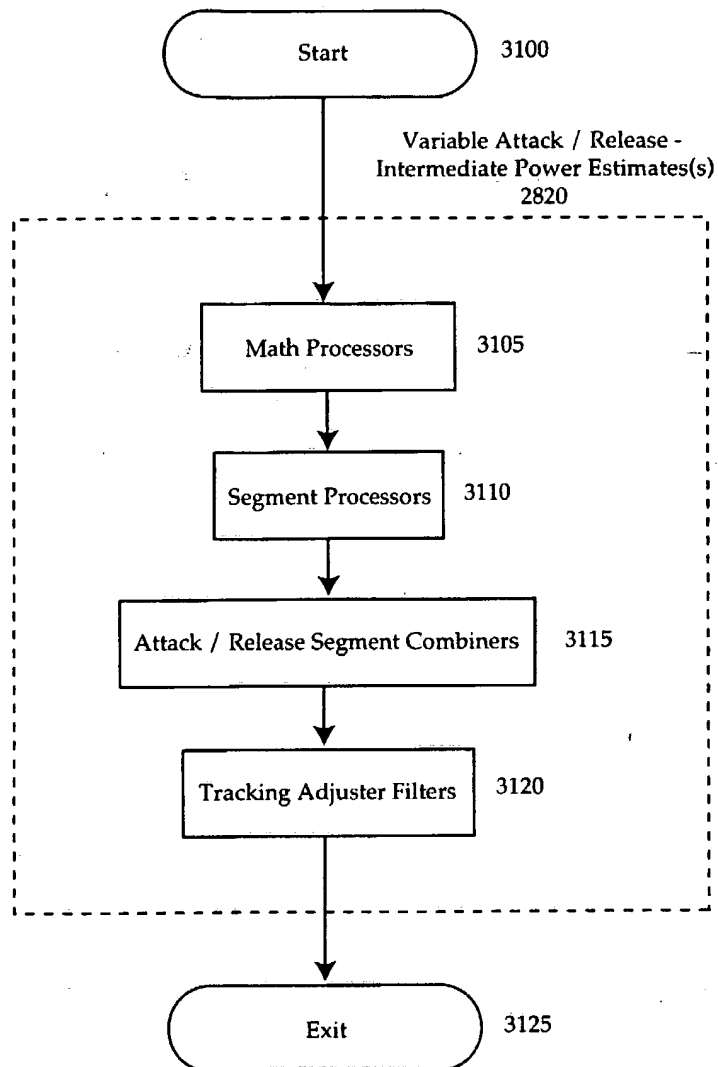 Start 3100
Variable Attack / Release -
Intermediate Power Estimates(s)
2820
Math Processors 3105
Segment Processors 3110
Attack / Release Segment Combiners 3115
Tracking Adjuster Filters 3120
Exit 3125